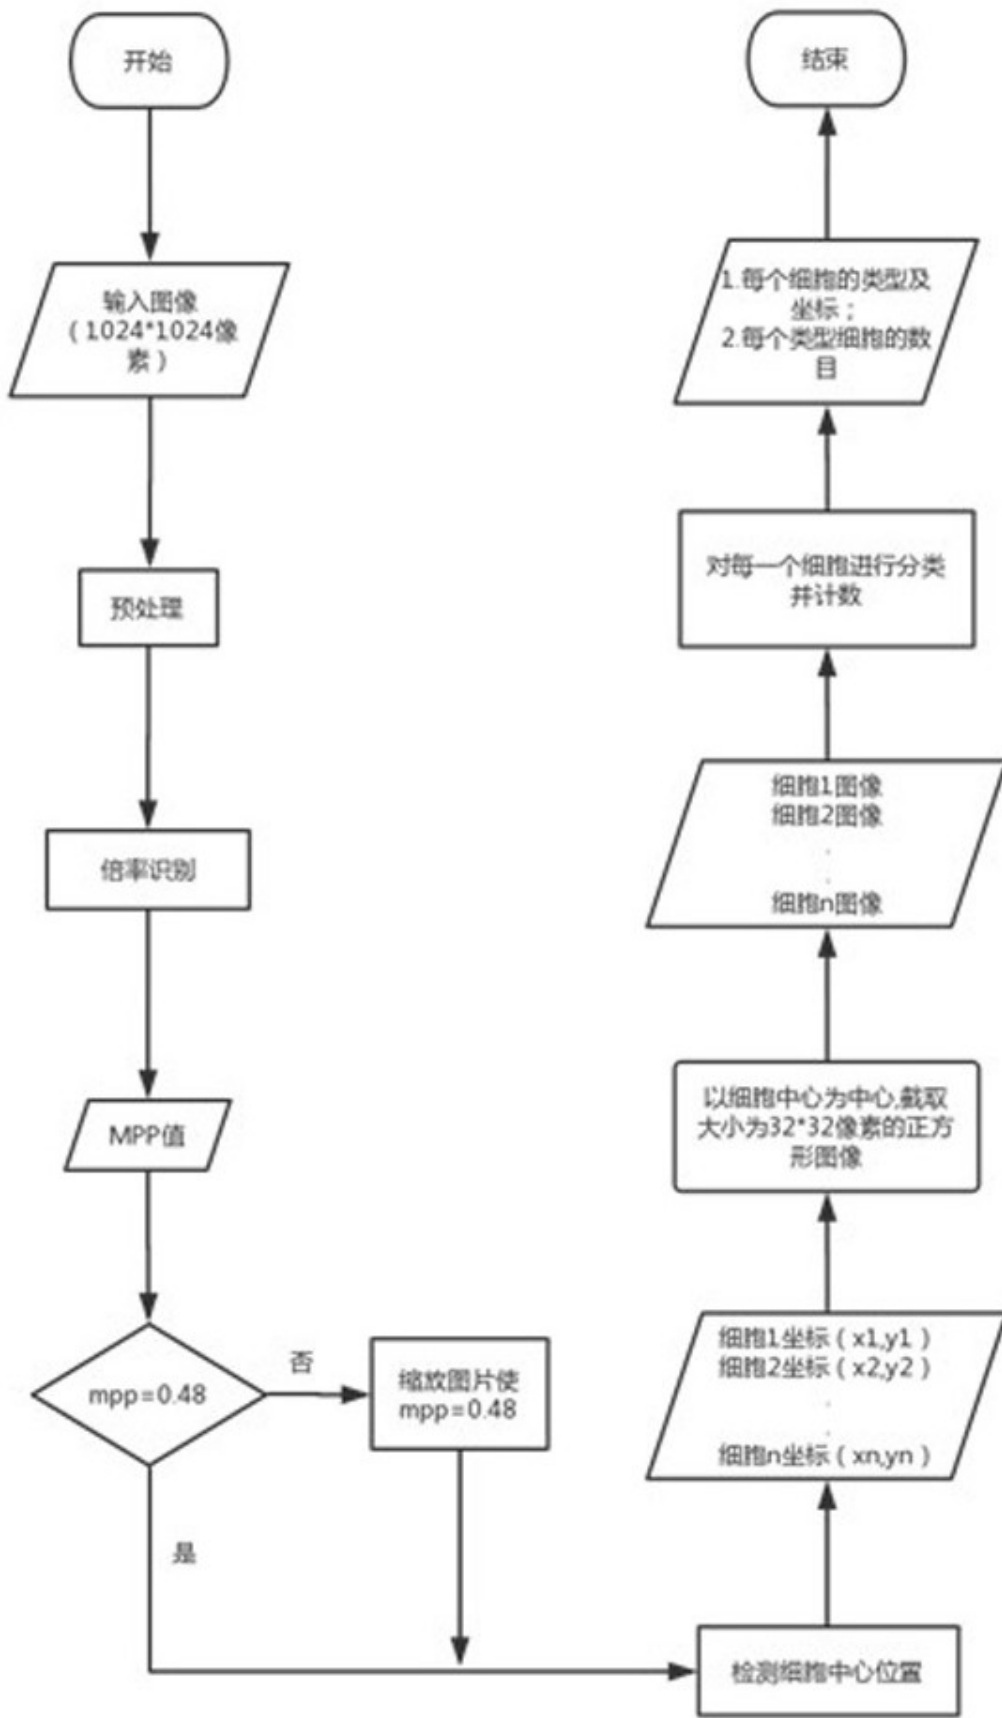 开始
输入图像
（1024*1024像
素）
预处理
倍率识别
MPP值
mpp=0.48
否
缩放图片使
mpp=0.48
是
检测细胞中心位置
细胞1坐标（x1,y1）
细胞2坐标（x2,y2）
.
.
细胞n坐标（xn,yn）
以细胞中心为中心,截取
大小为32*32像素的正方
形图像
细胞1图像
细胞2图像
.
.
细胞n图像
对每一个细胞进行分类
并计数
1.每个细胞的类型及
坐标；
2.每个类型细胞的数
目
结束